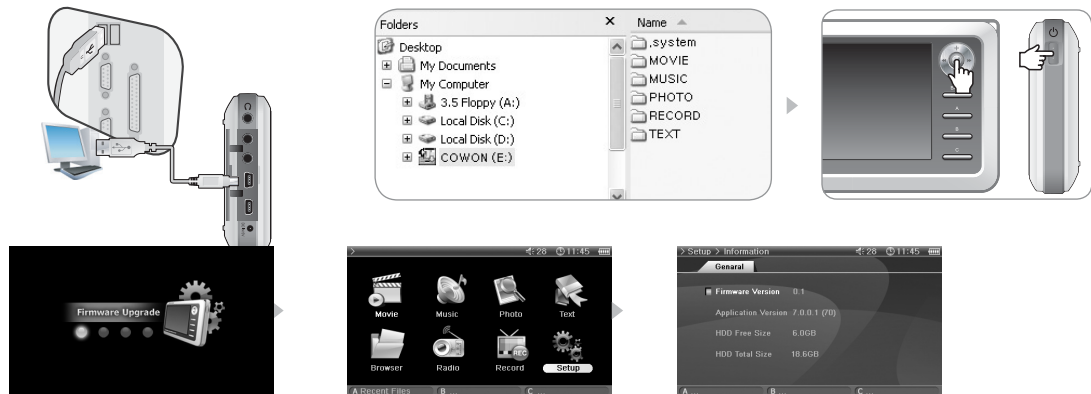 Folders
Name
Desktop
My Documents
My Computer
3.5 Floppy (A:)
Local Disk (C:)
Local Disk (D:)
COWON (E:)
.system
MOVIE
MUSIC
PHOTO
RECORD
TEXT
A
B
C
Firmware Upgrade
> 28 11:45
Movie Music Photo Text
Browser Radio Record Setup
REC
A Recent Files B ... C ...
> Setup > Information 28 11:45
Genaral
Firmware Version 0.1
Application Version 7.0.0.1 (70)
HDD Free Size 6.0GB
HDD Total Size 18.6GB
A ... B ... C ...